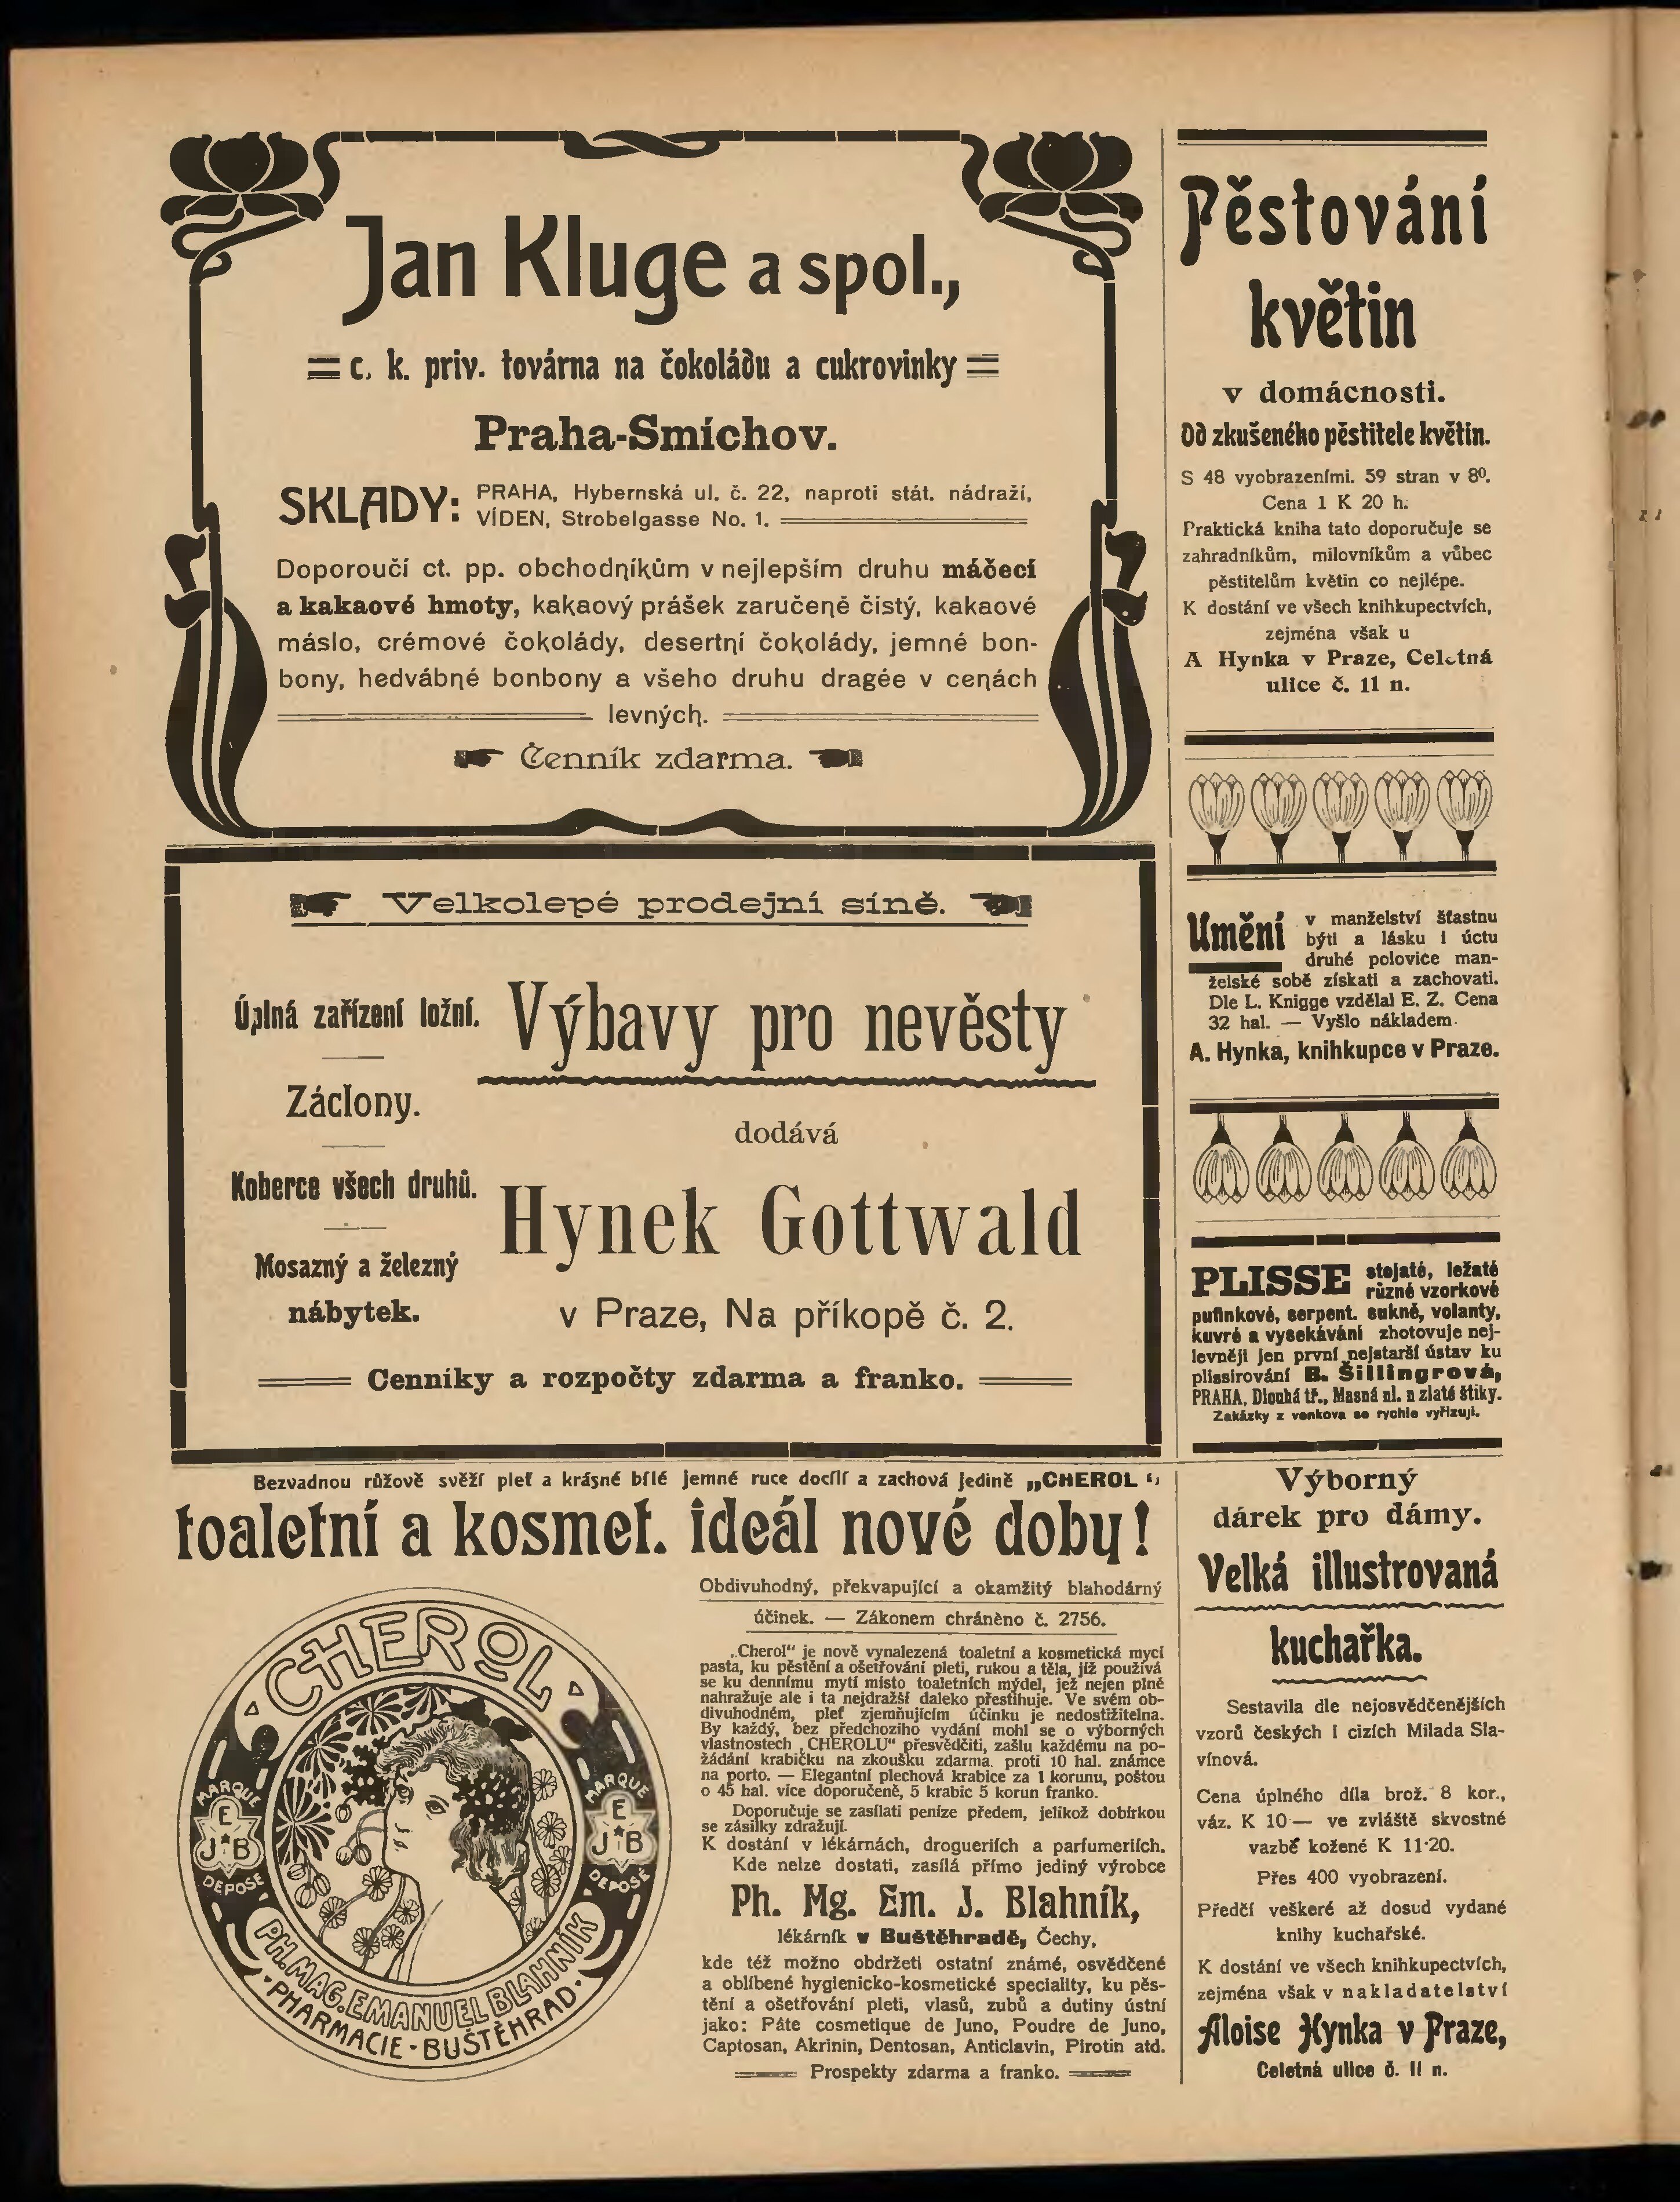 Jan Kluge a spol.,
c. k. priv. továrna na čokoládu a cukrovinky
Praha-Smíchov.
SKLADY: PRAHA, Hybernská ul. č. 22, naproti stát. nádraží,
VÍDEN, Strobelgasse No. 1.
Doporoučí ct. pp. obchodníkům v nejlepším druhu máčecí
a kakaové hmoty, kakaový prášek zaručeně čistý, kakaové
máslo, crémové čokolády, desertní čokolády, jemné bon-
bony, hedvábné bonbony a všeho druhu dragée v cenách
levných.
Čenník zdarma.
Velkolepé prodejní síně.
Úplná zařízení ložní.
Záclony.
Koberce všech druhů.
Mosazný a železný
nábytek.
Výbavy pro nevěsty
dodává
Hynek Gottwald
v Praze, Na příkopě č. 2.
Cenníky a rozpočty zdarma a franko.
Bezvadnou růžově svěží pleť a krásné bílé jemné ruce docílí a zachová jedině „CHEROL“
toaletní a kosmet. ideál nové doby!
CHEROL
MARQUE
E
J B
DEPOSÉ
MARQUE
E
J B
DEPOSÉ
PH. MAG. EMANUEL BLAHNÍK
PHARMACIE · BUŠTĚHRAD
Obdivuhodný, překvapující a okamžitý blahodárný
účinek. — Zákonem chráněno č. 2756.
„Cherol“ je nově vynalezená toaletní a kosmetická mycí
pasta, ku pěstění a ošetřování pleti, rukou a těla, jíž používá
se ku dennímu mytí místo toaletních mýdel, jež nejen plně
nahražuje ale i ta nejdražší daleko přestihuje. Ve svém ob-
divuhodném, pleť zjemňujícím účinku je nedostižitelna.
By každý, bez předchozího vydání mohl se o výborných
vlastnostech „CHEROLU“ přesvědčiti, zašlu každému na po-
žádání krabičku na zkoušku zdarma, proti 10 hal. známce
na porto. — Elegantní plechová krabice za 1 korunu, poštou
o 45 hal. více doporučeně, 5 krabic 5 korun franko.
Doporučuje se zasílati peníze předem, jelikož dobírkou
se zásilky zdražují.
K dostání v lékárnách, drogueriích a parfumeriích.
Kde nelze dostati, zasílá přímo jediný výrobce
Ph. Mg. Em. J. Blahník,
lékárník v Buštěhradě, Čechy,
kde též možno obdržeti ostatní známé, osvědčené
a oblíbené hygienicko-kosmetické speciality, ku pěs-
tění a ošetřování pleti, vlasů, zubů a dutiny ústní
jako: Páte cosmetique de Juno, Poudre de Juno,
Captosan, Akrinin, Dentosan, Anticlavin, Pirotin atd.
Prospekty zdarma a franko.
Pěstování
květin
v domácnosti.
Od zkušeného pěstitele květin.
S 48 vyobrazeními. 59 stran v 8⁰.
Cena 1 K 20 h.
Praktická kniha tato doporučuje se
zahradníkům, milovníkům a vůbec
pěstitelům květin co nejlépe.
K dostání ve všech knihkupectvích,
zejména však u
A Hynka v Praze, Celetná
ulice č. 11 n.
Umění v manželství šťastnu
býti a lásku i úctu
druhé polovice man-
želské sobě získati a zachovati.
Dle L. Knigge vzdělal E. Z. Cena
32 hal. — Vyšlo nákladem
A. Hynka, knihkupce v Praze.
PLISSE stojaté, ležaté
různé vzorkové
pufinkové, serpent. sukně, volanty,
kuvré a vysekávání zhotovuje nej-
levněji jen první nejstarší ústav ku
plissirování B. Šillingrová,
PRAHA, Dlouhá tř., Masná ul. u zlaté štiky.
Zakázky z venkova se rychle vyřizují.
Výborný
dárek pro dámy.
Velká illustrovaná
kuchařka.
Sestavila dle nejosvědčenějších
vzorů českých i cizích Milada Sla-
vínová.
Cena úplného díla brož. 8 kor.,
váz. K 10 — ve zvláště skvostné
vazbě kožené K 11·20.
Přes 400 vyobrazení.
Předčí veškeré až dosud vydané
knihy kuchařské.
K dostání ve všech knihkupectvích,
zejména však v nakladatelství
Aloise Hynka v Praze,
Celetná ulice č. 11 n.